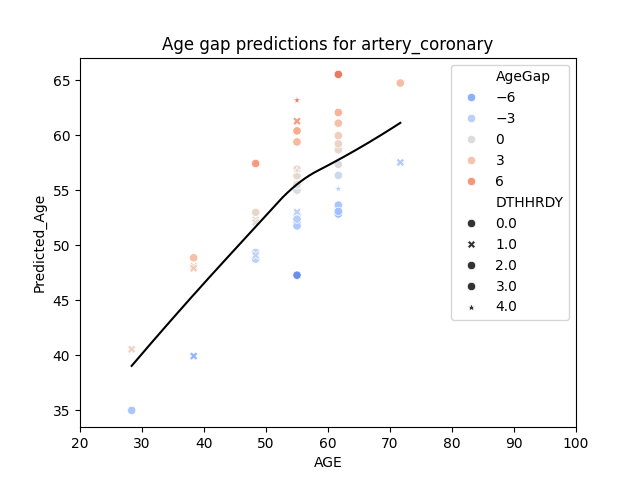 Age gap predictions for artery_coronary
Predicted_Age
65
60
55
50
45
40
35
20 30 40 50 60 70 80 90 100
AGE
AgeGap
−6
−3
0
3
6
DTHHRDY
0.0
1.0
2.0
3.0
4.0